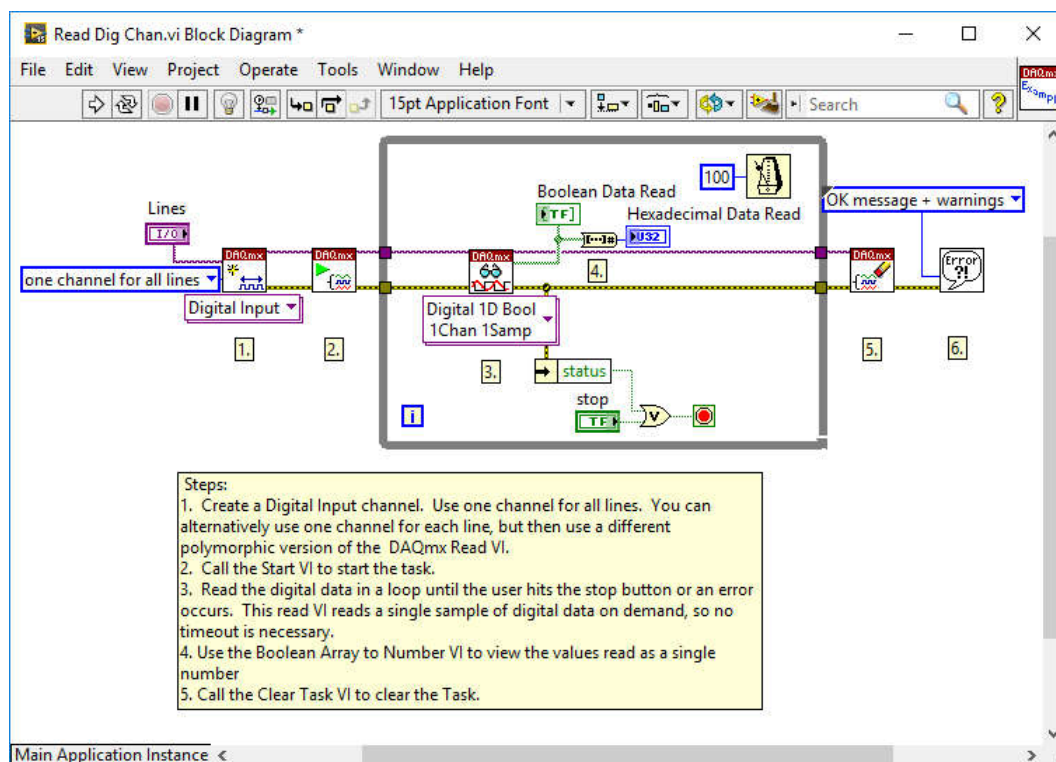 Read Dig Chan.vi Block Diagram *
File Edit View Project Operate Tools Window Help
15pt Application Font
Search
DAQmx
Exampl
100
Boolean Data Read
TF
OK message + warnings
Lines
Hexadecimal Data Read
I/O
U32
DAQmx
DAQmx
DAQmx
DAQmx
Error
?!
4.
one channel for all lines
Digital Input
Digital 1D Bool
1Chan 1Samp
1.
2.
3.
5.
6.
status
stop
TF
i
Steps:
1. Create a Digital Input channel. Use one channel for all lines. You can
alternatively use one channel for each line, but then use a different
polymorphic version of the DAQmx Read VI.
2. Call the Start VI to start the task.
3. Read the digital data in a loop until the user hits the stop button or an error
occurs. This read VI reads a single sample of digital data on demand, so no
timeout is necessary.
4. Use the Boolean Array to Number VI to view the values read as a single
number
5. Call the Clear Task VI to clear the Task.
Main Application Instance